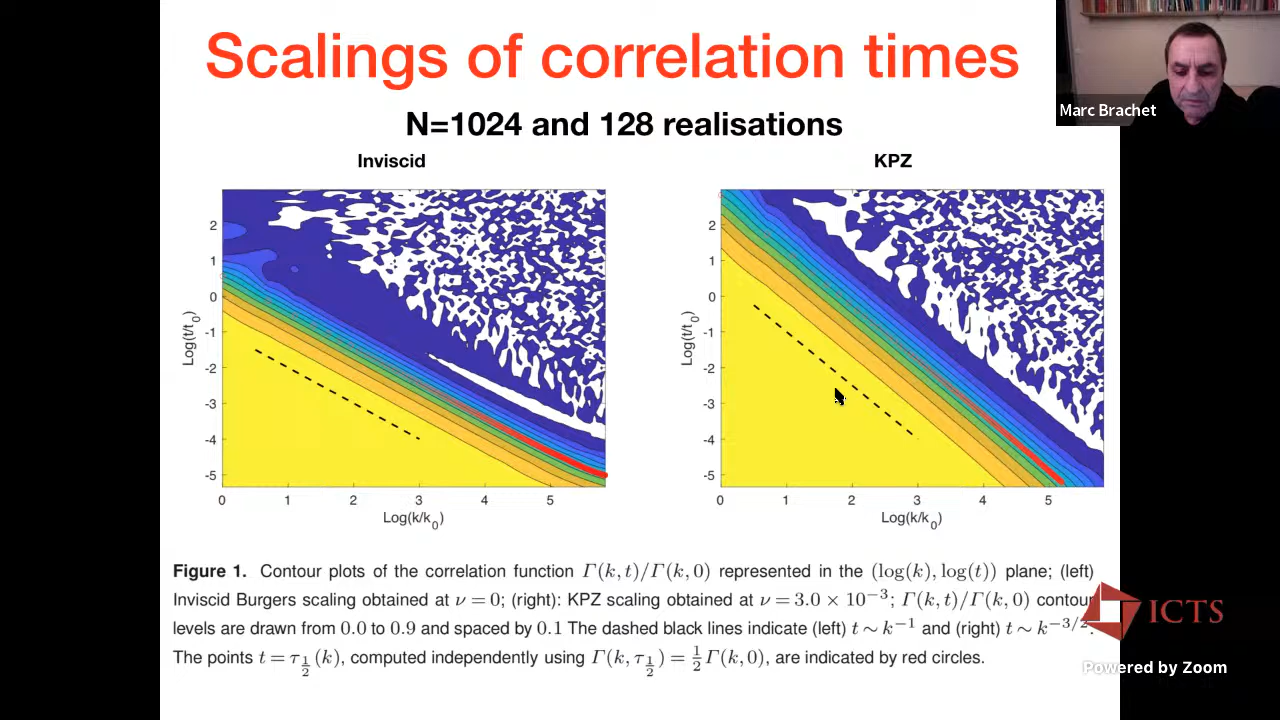 Scalings of correlation times
Marc Brachet
N=1024 and 128 realisations
Inviscid
KPZ
2
1
0
-1
-2
-3
-4
-5
Log(t/t₀)
0 1 2 3 4 5
Log(k/k₀)
2
1
0
-1
-2
-3
-4
-5
Log(t/t₀)
0 1 2 3 4 5
Log(k/k₀)
Figure 1. Contour plots of the correlation function Γ(k, t)/Γ(k, 0) represented in the (log(k), log(t)) plane; (left)
Inviscid Burgers scaling obtained at ν = 0; (right): KPZ scaling obtained at ν = 3.0 × 10⁻³; Γ(k, t)/Γ(k, 0) contour
levels are drawn from 0.0 to 0.9 and spaced by 0.1 The dashed black lines indicate (left) t ∼ k⁻¹ and (right) t ∼ k⁻³/².
The points t = τ_{1/2}(k), computed independently using Γ(k, τ_{1/2}) = ½Γ(k, 0), are indicated by red circles.
ICTS
Powered by Zoom